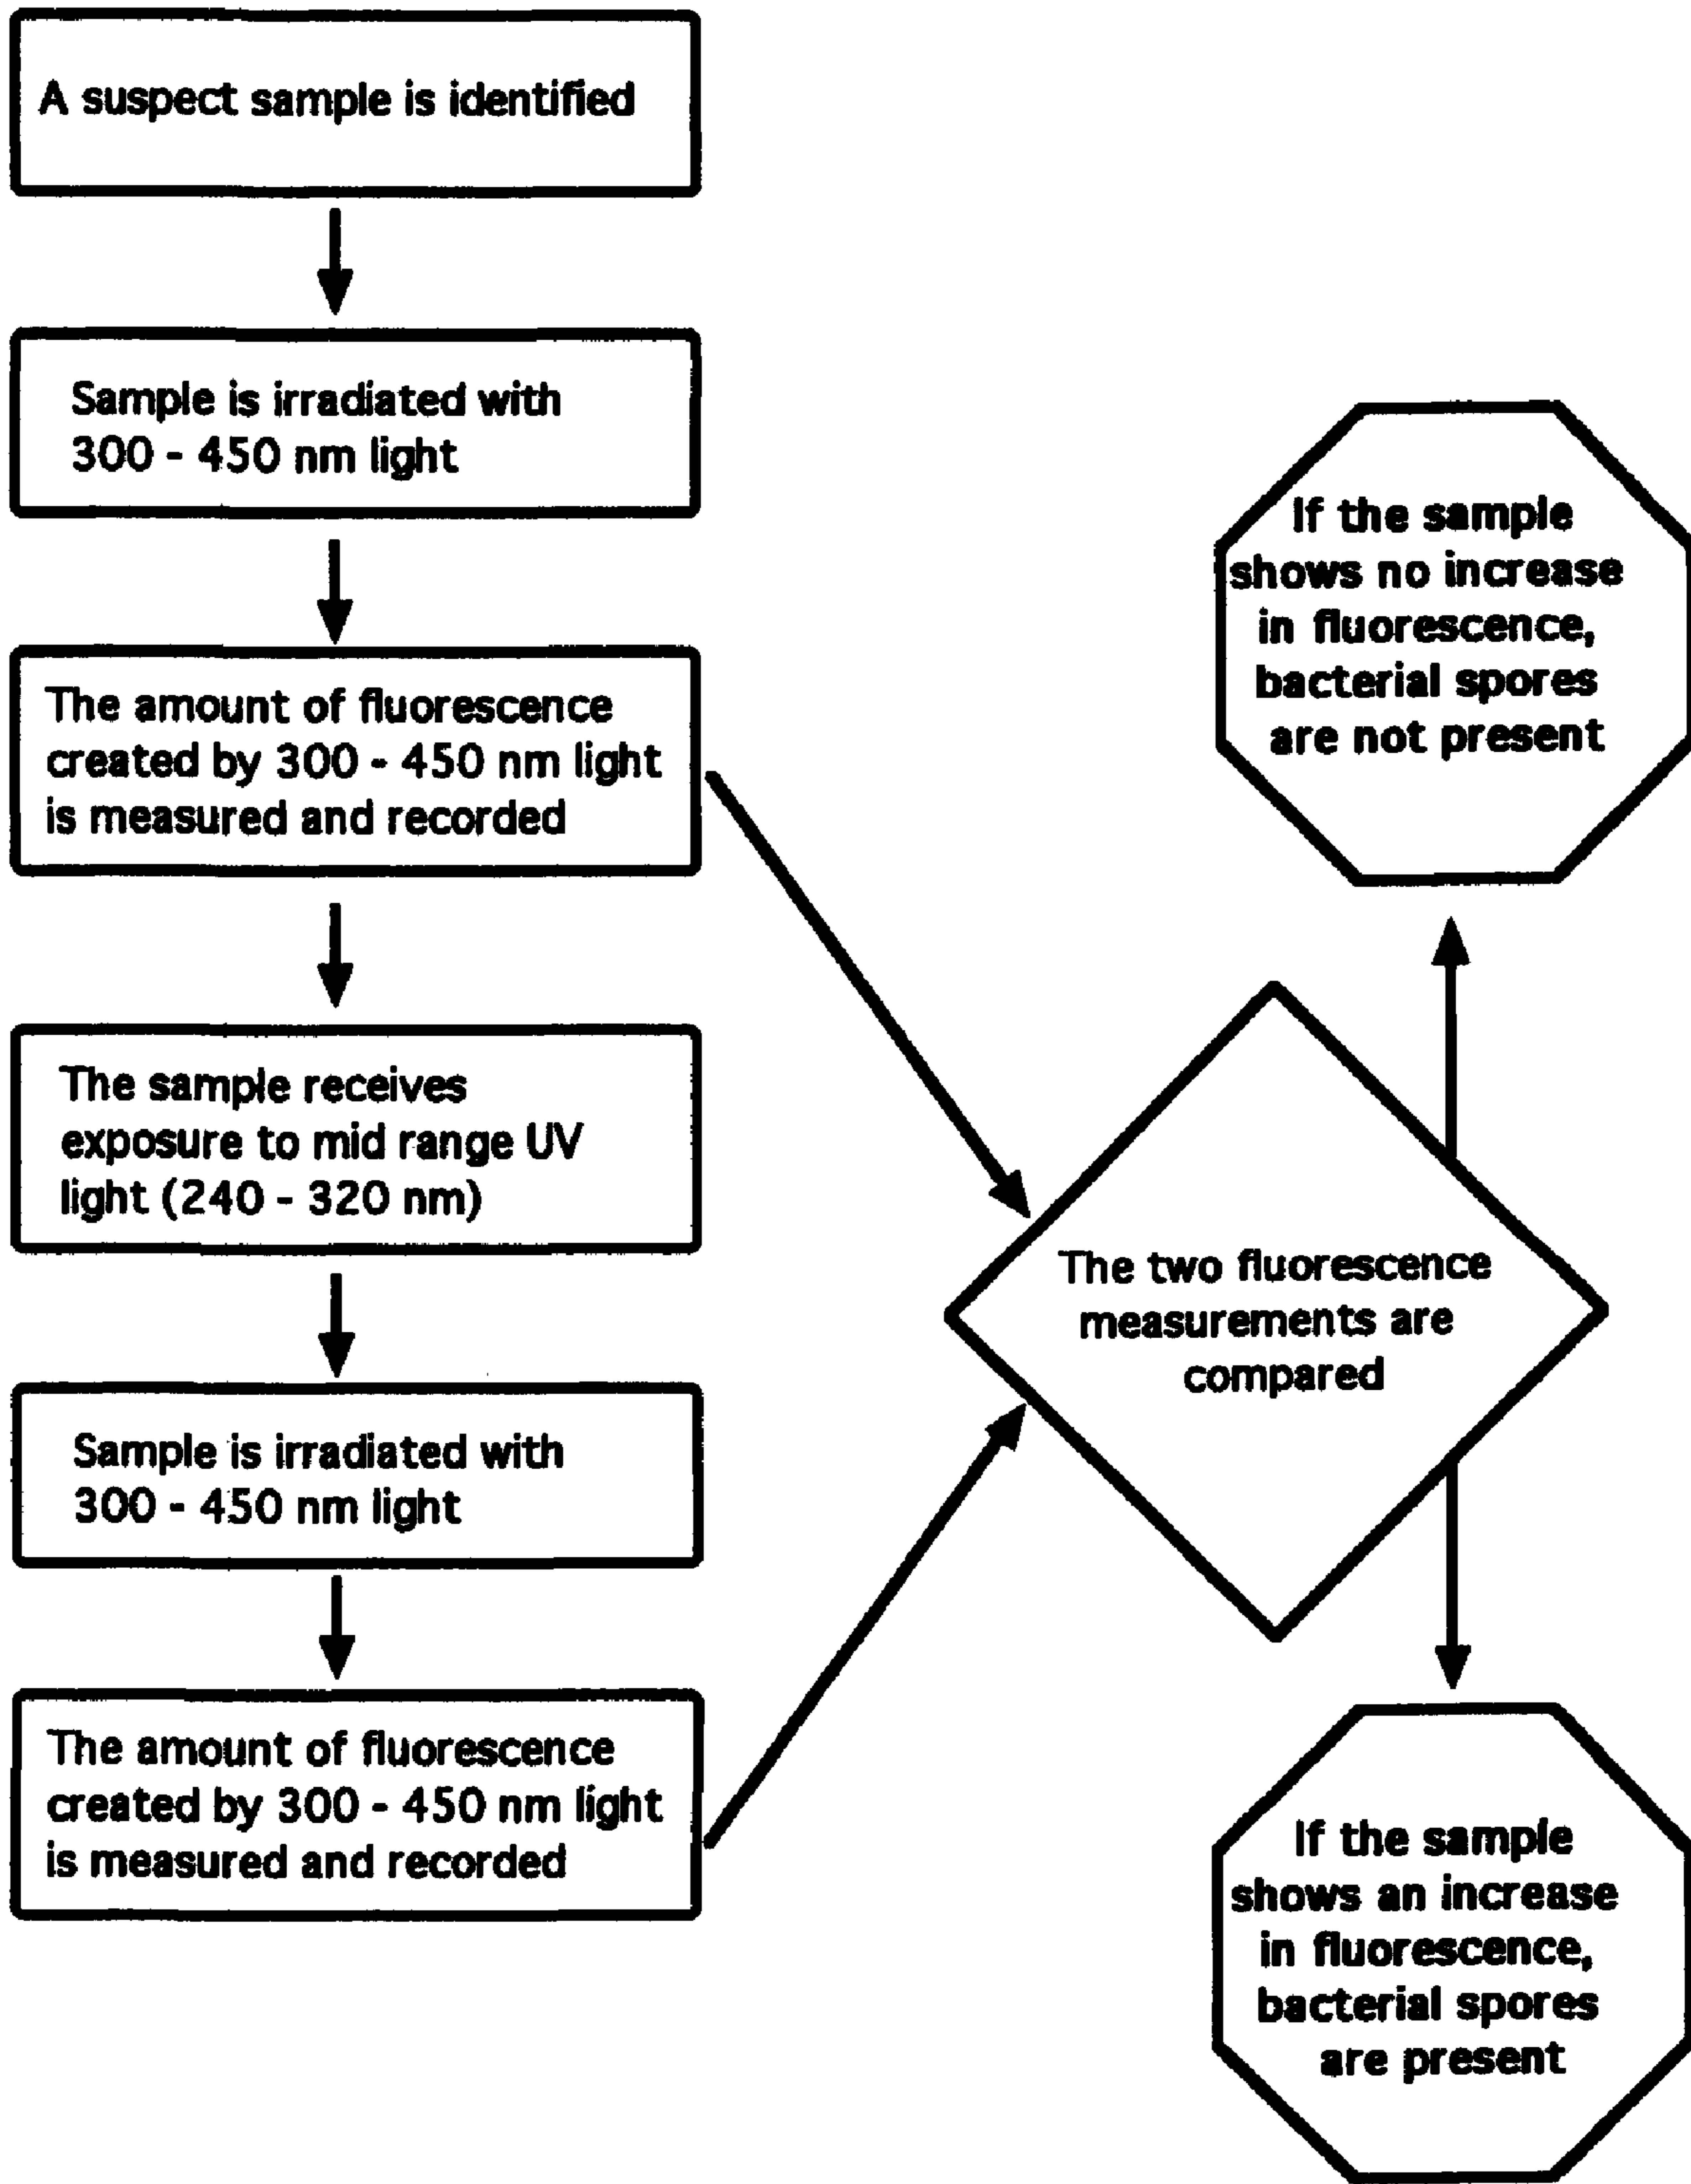 A suspect sample is identified
Sample is irradiated with
300 - 450 nm light
The amount of fluorescence
created by 300 - 450 nm light
is measured and recorded
The sample receives
exposure to mid range UV
light (240 - 320 nm)
Sample is irradiated with
300 - 450 nm light
The amount of fluorescence
created by 300 - 450 nm light
is measured and recorded
The two fluorescence
measurements are
compared
If the sample
shows no increase
in fluorescence,
bacterial spores
are not present
If the sample
shows an increase
in fluorescence,
bacterial spores
are present